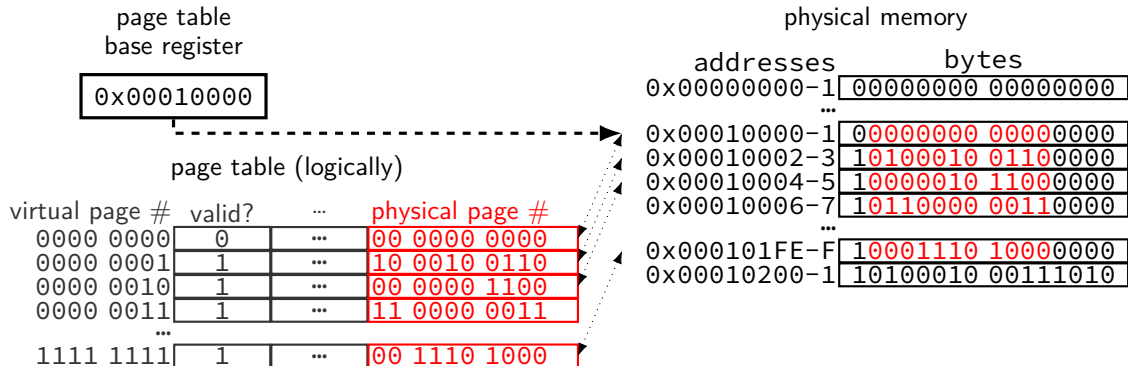 page table
base register
0x00010000
page table (logically)
virtual page # valid? ... physical page #
0000 0000 0 ... 00 0000 0000
0000 0001 1 ... 10 0010 0110
0000 0010 1 ... 00 0000 1100
0000 0011 1 ... 11 0000 0011
...
1111 1111 1 ... 00 1110 1000
physical memory
addresses bytes
0x00000000-1 00000000 00000000
...
0x00010000-1 00000000 00000000
0x00010002-3 10100010 01100000
0x00010004-5 10000010 11000000
0x00010006-7 10110000 00110000
...
0x000101FE-F 10001110 10000000
0x00010200-1 10100010 00111010